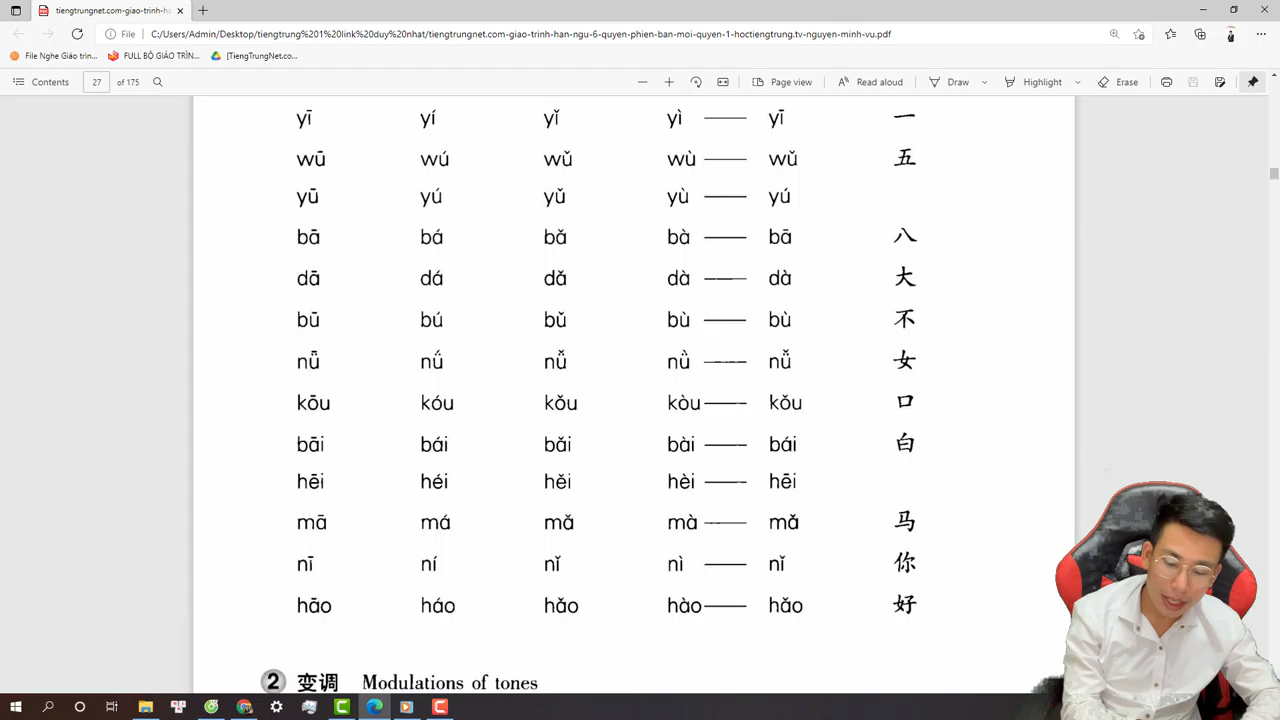 tiengtrungnet.com-giao-trinh-ha
File
C:/Users/Admin/Desktop/tiengtrung%201%20link%20duy%20nhat/tiengtrungnet.com-giao-trinh-han-ngu-6-quyen-phien-ban-moi-quyen-1-hoctiengtrung.tv-nguyen-minh-vu.pdf
File Nghe Giáo trìn... FULL BỘ GIÁO TRÌN... [TiengTrungNet.co...
Contents 27 of 175 Page view Read aloud Draw Highlight Erase
yī yí yǐ yì yī 一
wū wú wǔ wù wǔ 五
yū yú yǔ yù yú
bā bá bǎ bà bā 八
dā dá dǎ dà dà 大
bū bú bǔ bù bù 不
nǖ nǘ nǚ nǜ nǚ 女
kōu kóu kǒu kòu kǒu 口
bāi bái bǎi bài bái 白
hēi héi hěi hèi hēi
mā má mǎ mà mǎ 马
nī ní nǐ nì nǐ 你
hāo háo hǎo hào hǎo 好
2 变调 Modulations of tones